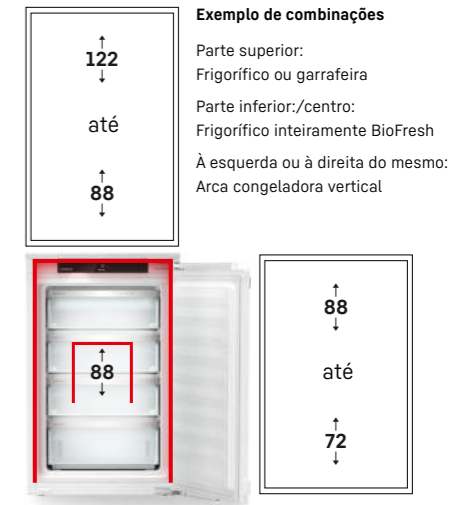 Exemplo de combinações
Parte superior:
Frigorífico ou garrafeira
Parte inferior:/centro:
Frigorífico inteiramente BioFresh
À esquerda ou à direita do mesmo:
Arca congeladora vertical
122
até
88
88
88
até
72